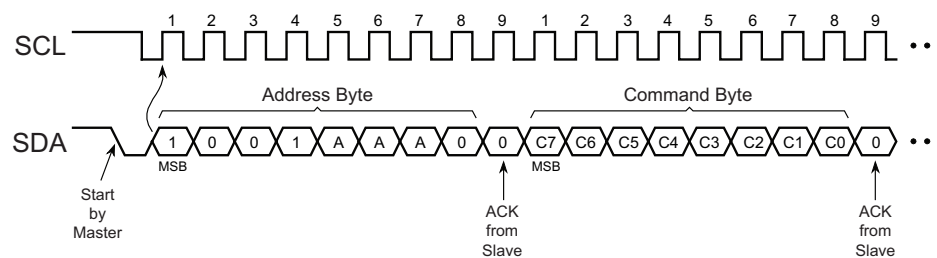 1 2 3 4 5 6 7 8 9 1 2 3 4 5 6 7 8 9
SCL
Address Byte Command Byte
SDA 1 0 0 1 A A A 0 0 C7 C6 C5 C4 C3 C2 C1 C0 0
MSB MSB
Start
by
Master
ACK
from
Slave
ACK
from
Slave